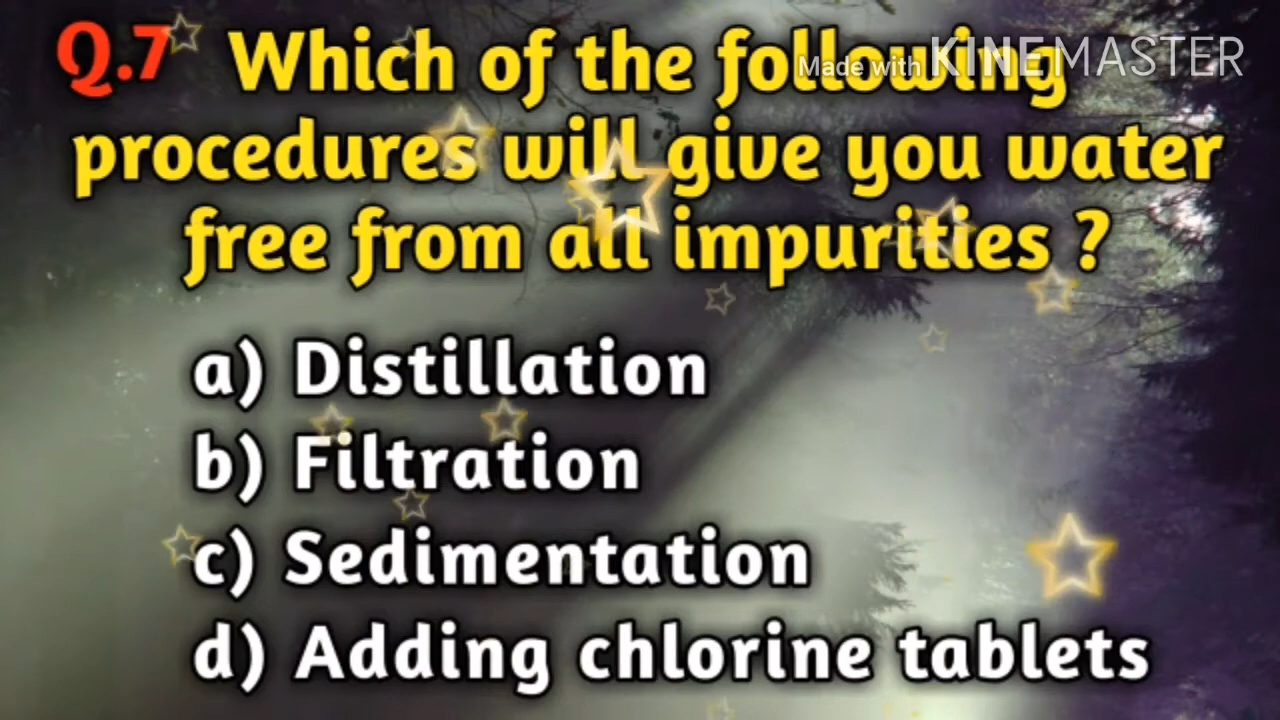 Q.7 Which of the following
Made with KINEMASTER
procedures will give you water
free from all impurities ?
a) Distillation
b) Filtration
c) Sedimentation
d) Adding chlorine tablets